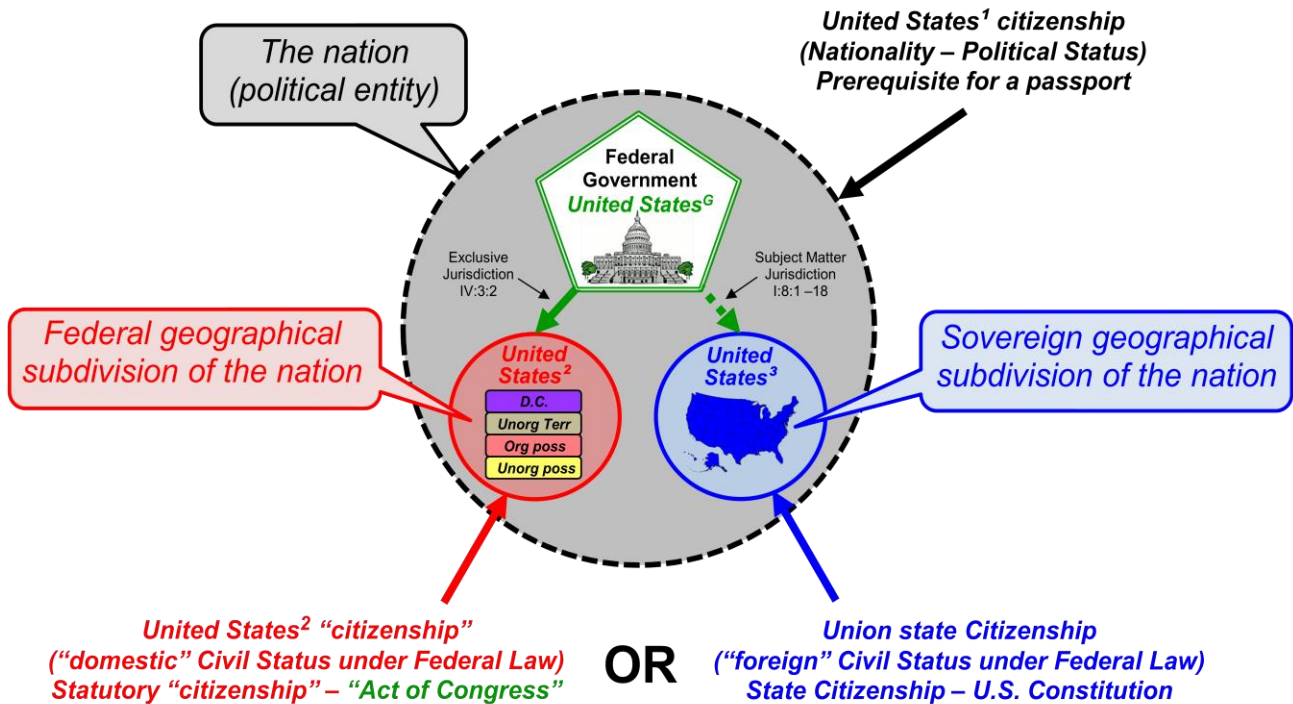 The nation
(political entity)
United States¹ citizenship
(Nationality – Political Status)
Prerequisite for a passport
Federal
Government
United Statesᴳ
Exclusive
Jurisdiction
IV:3:2
Subject Matter
Jurisdiction
I:8:1 –18
Federal geographical
subdivision of the nation
United
States²
D.C.
Unorg Terr
Org poss
Unorg poss
United
States³
Sovereign geographical
subdivision of the nation
United States² “citizenship”
(“domestic” Civil Status under Federal Law)
Statutory “citizenship” – “Act of Congress”
OR
Union state Citizenship
(“foreign” Civil Status under Federal Law)
State Citizenship – U.S. Constitution